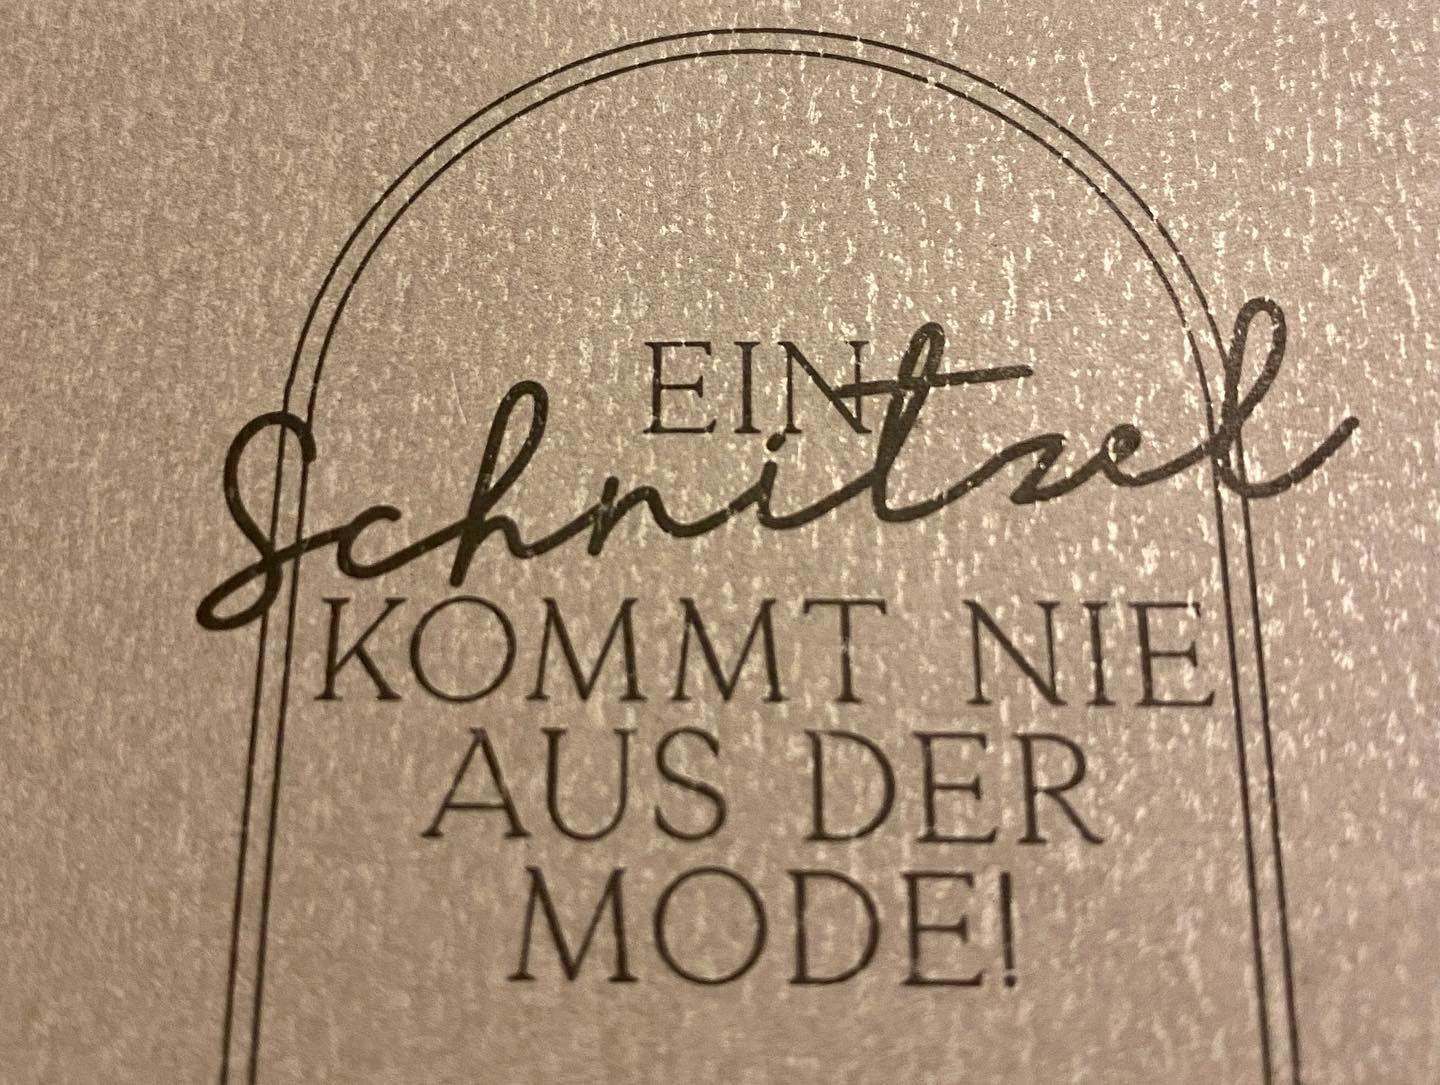 EIN
Schnitzel
KOMMT NIE
AUS DER
MODE!